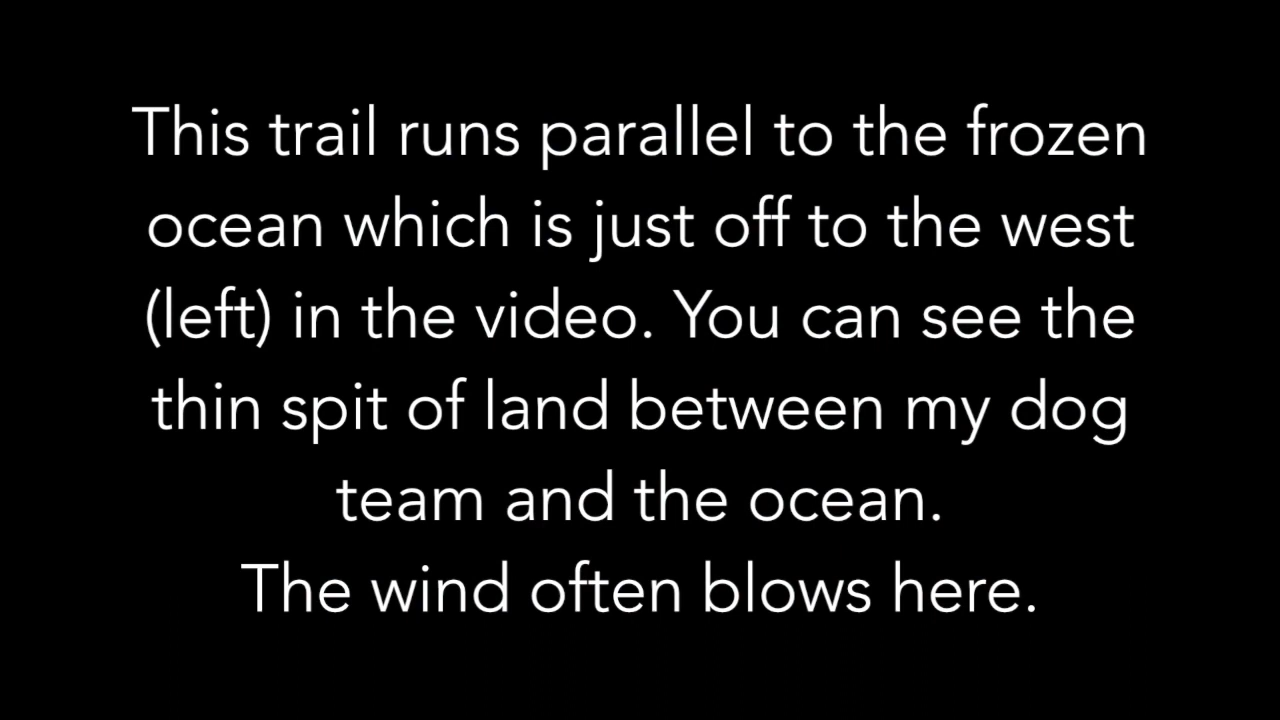 This trail runs parallel to the frozen
ocean which is just off to the west
(left) in the video. You can see the
thin spit of land between my dog
team and the ocean.
The wind often blows here.